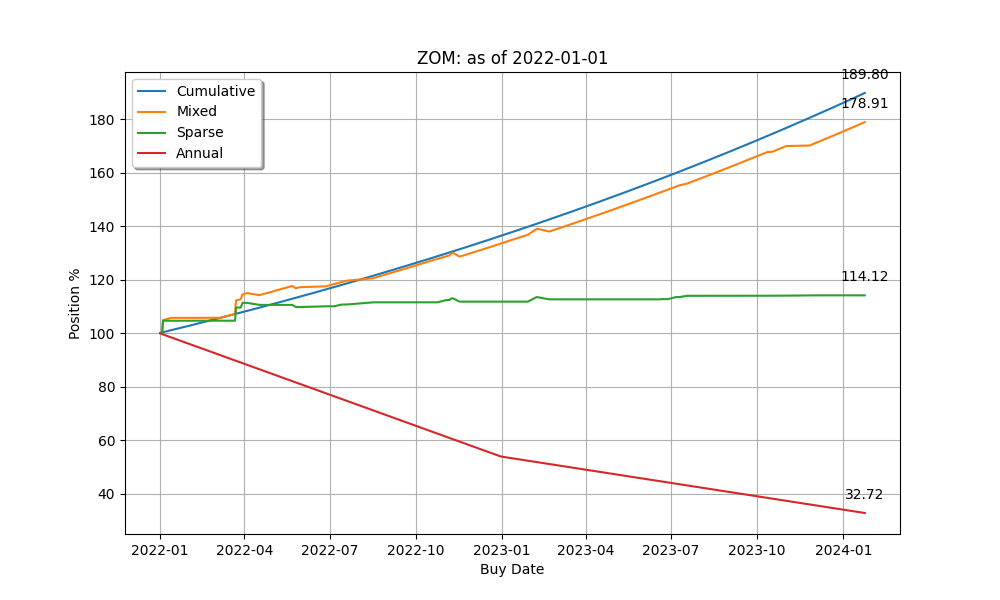 ZOM: as of 2022-01-01
Cumulative
Mixed
Sparse
Annual
189.80
178.91
114.12
32.72
Position %
180
160
140
120
100
80
60
40
2022-01 2022-04 2022-07 2022-10 2023-01 2023-04 2023-07 2023-10 2024-01
Buy Date